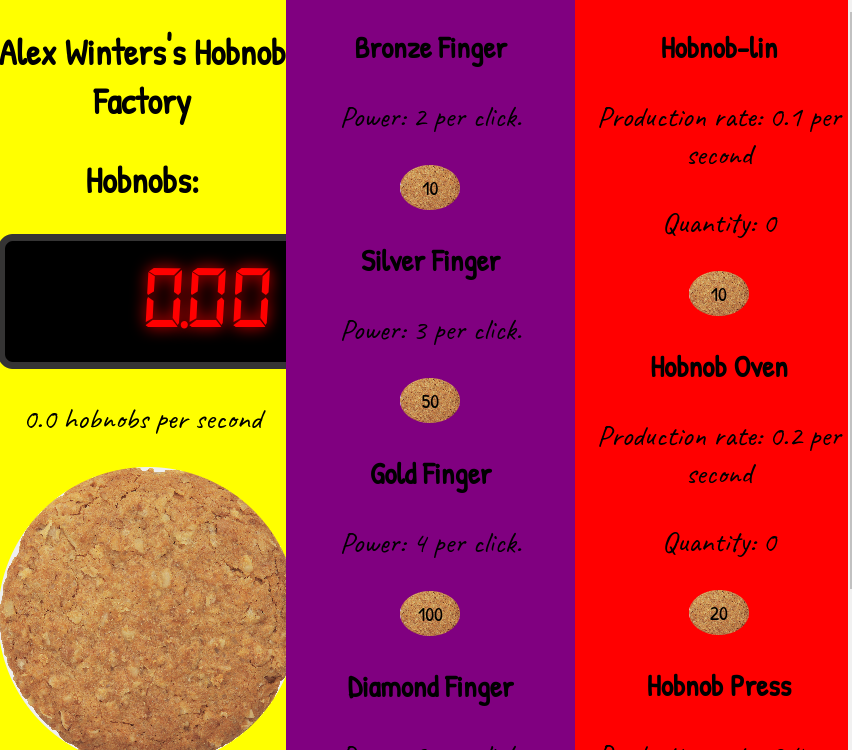 Alex Winters's Hobnob
Factory
Hobnobs:
0.00
0.0 hobnobs per second
Bronze Finger
Power: 2 per click.
10
Silver Finger
Power: 3 per click.
50
Gold Finger
Power: 4 per click.
100
Diamond Finger
Hobnob-lin
Production rate: 0.1 per
second
Quantity: 0
10
Hobnob Oven
Production rate: 0.2 per
second
Quantity: 0
20
Hobnob Press